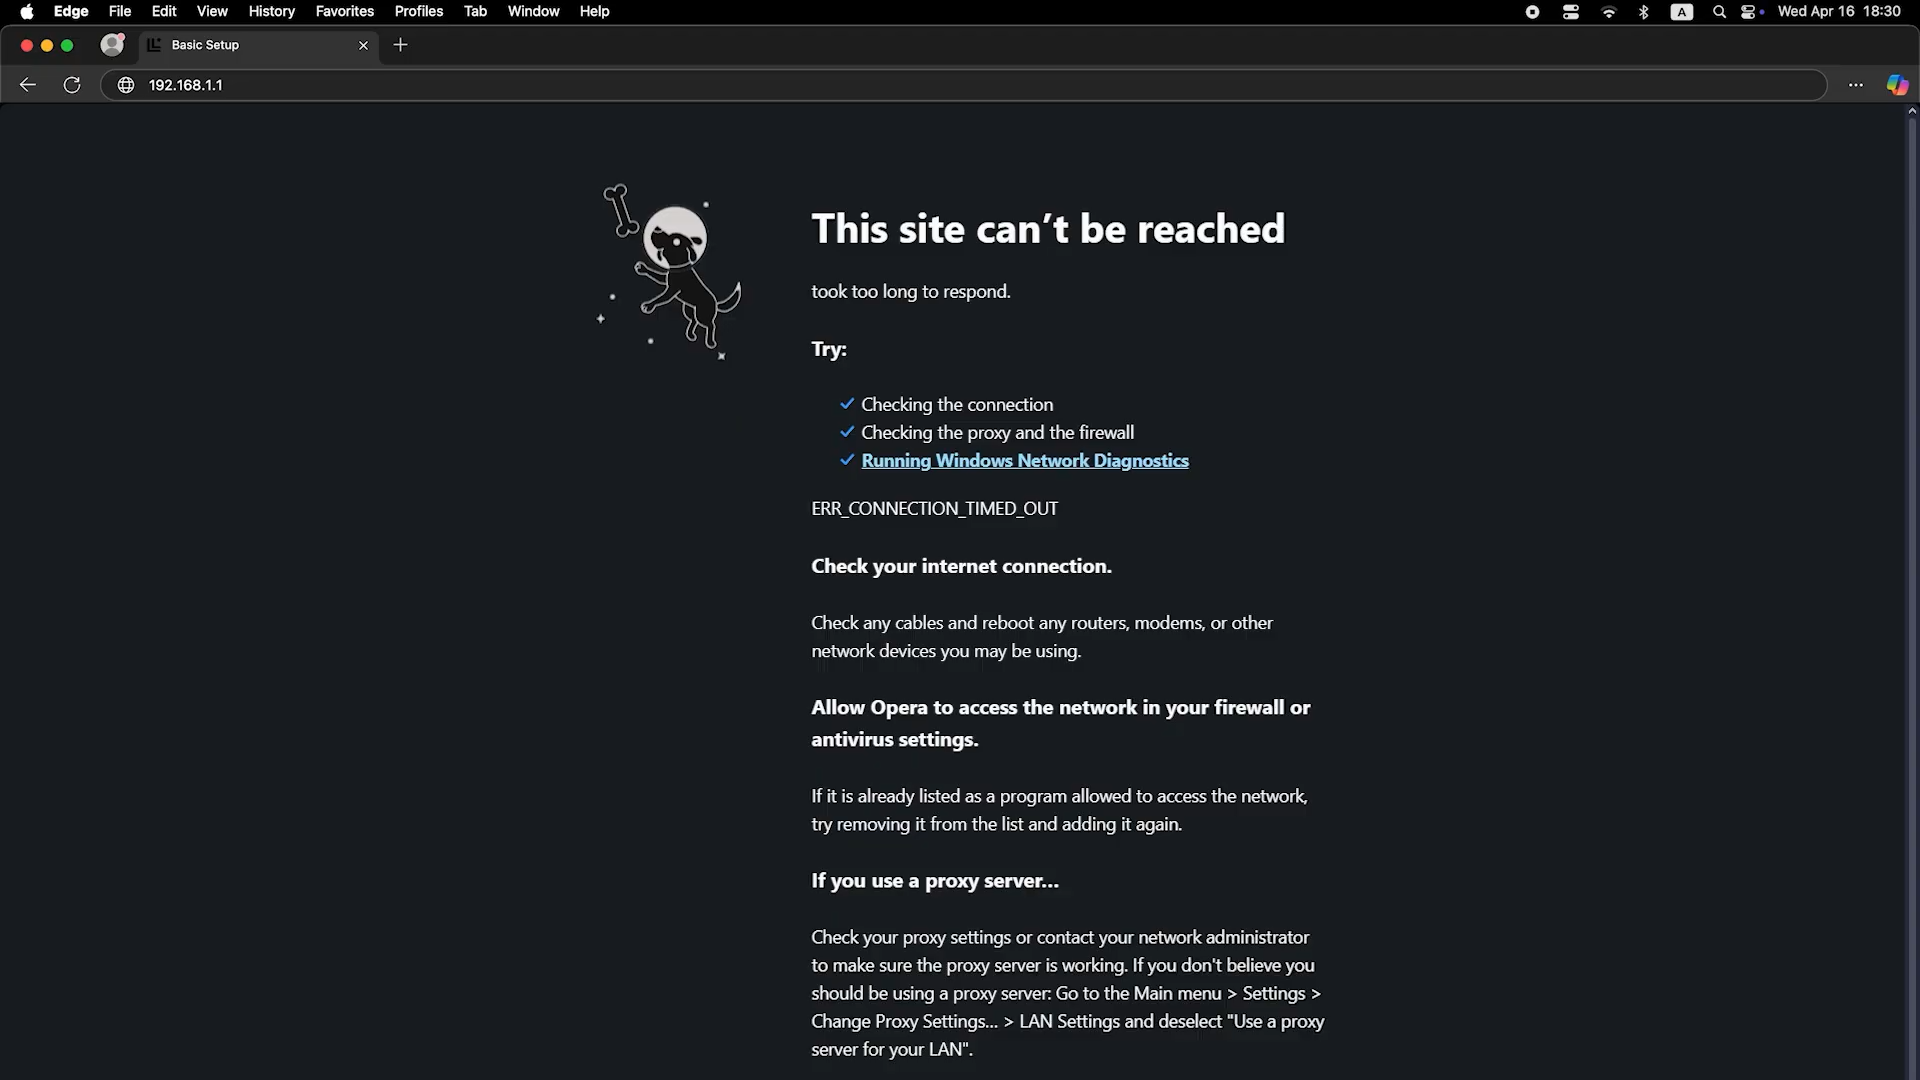 Edge File Edit View History Favorites Profiles Tab Window Help A Wed Apr 16 18:30
Basic Setup
192.168.1.1
This site can’t be reached
took too long to respond.
Try:
Checking the connection
Checking the proxy and the firewall
Running Windows Network Diagnostics
ERR_CONNECTION_TIMED_OUT
Check your internet connection.
Check any cables and reboot any routers, modems, or other
network devices you may be using.
Allow Opera to access the network in your firewall or
antivirus settings.
If it is already listed as a program allowed to access the network,
try removing it from the list and adding it again.
If you use a proxy server...
Check your proxy settings or contact your network administrator
to make sure the proxy server is working. If you don't believe you
should be using a proxy server: Go to the Main menu > Settings >
Change Proxy Settings... > LAN Settings and deselect "Use a proxy
server for your LAN".